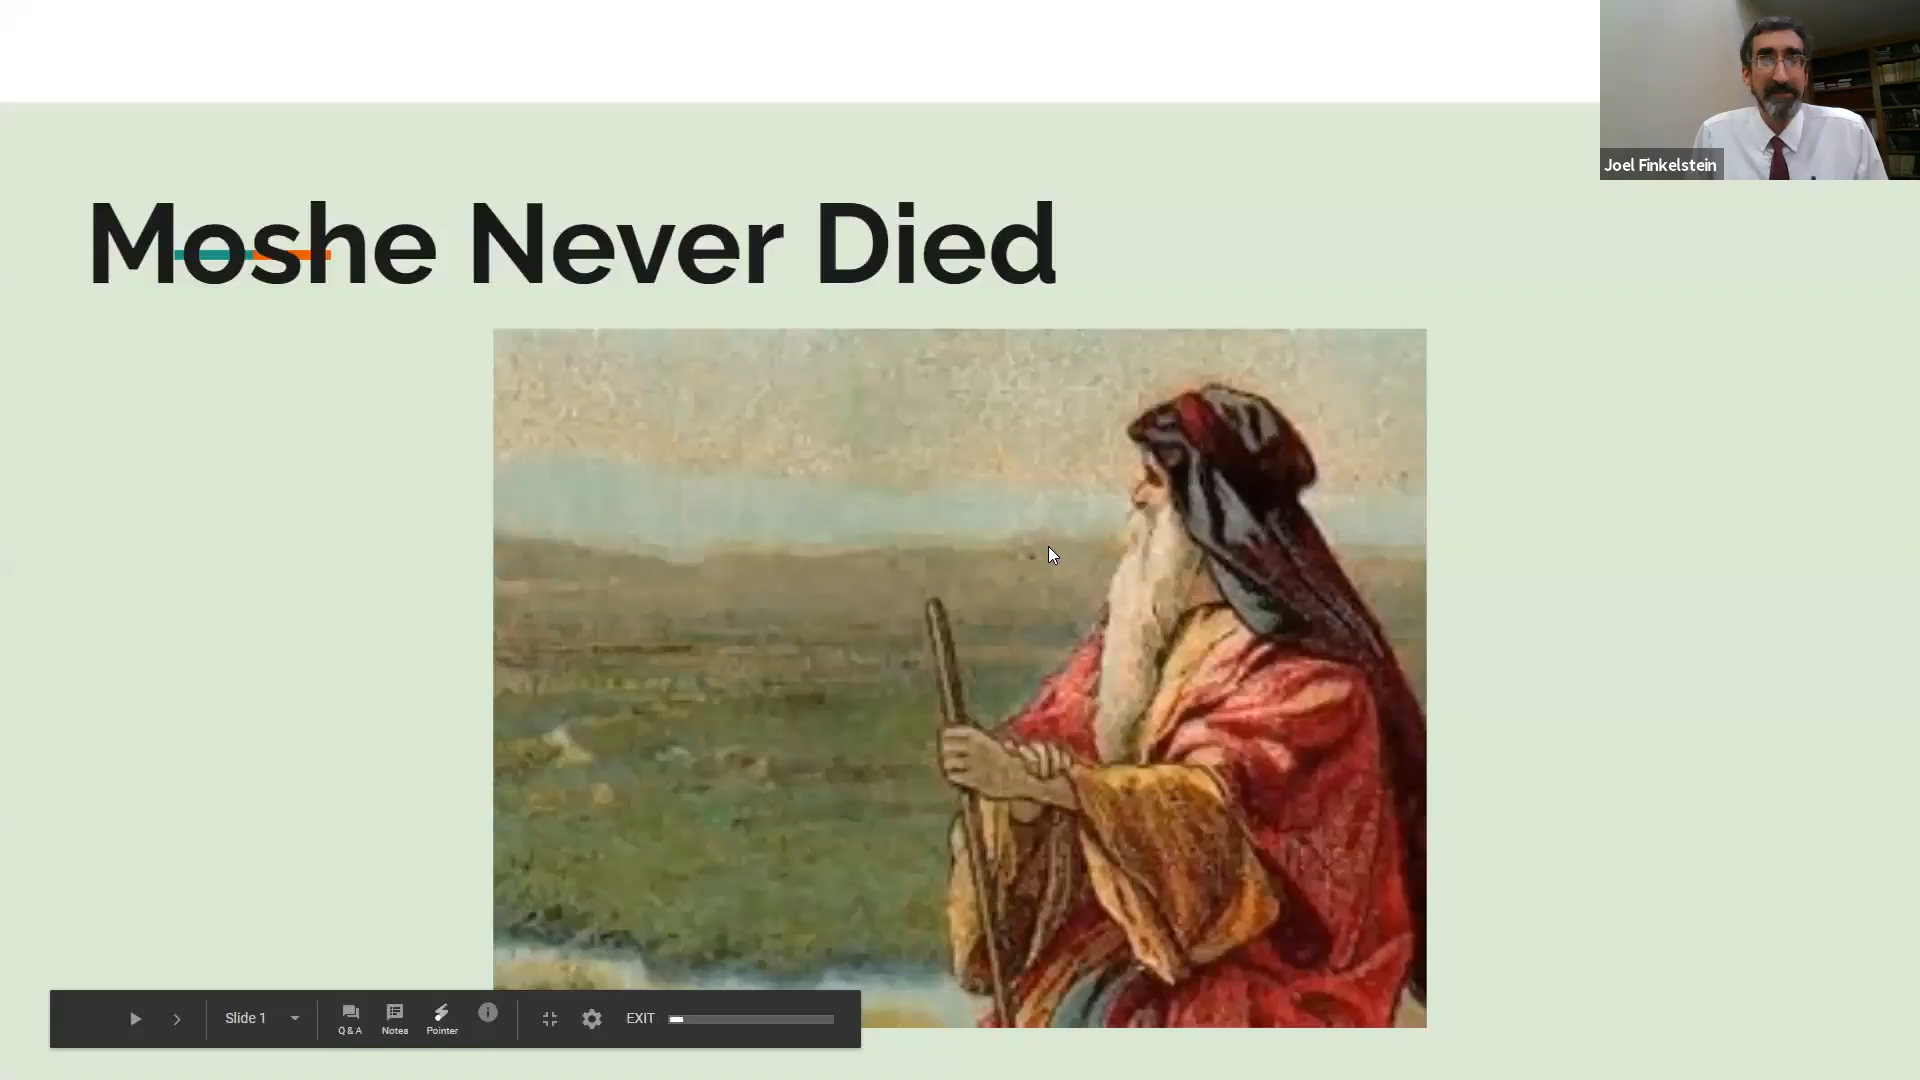 Joel Finkelstein
Moshe Never Died
Slide 1
Q & A
Notes
Pointer
EXIT